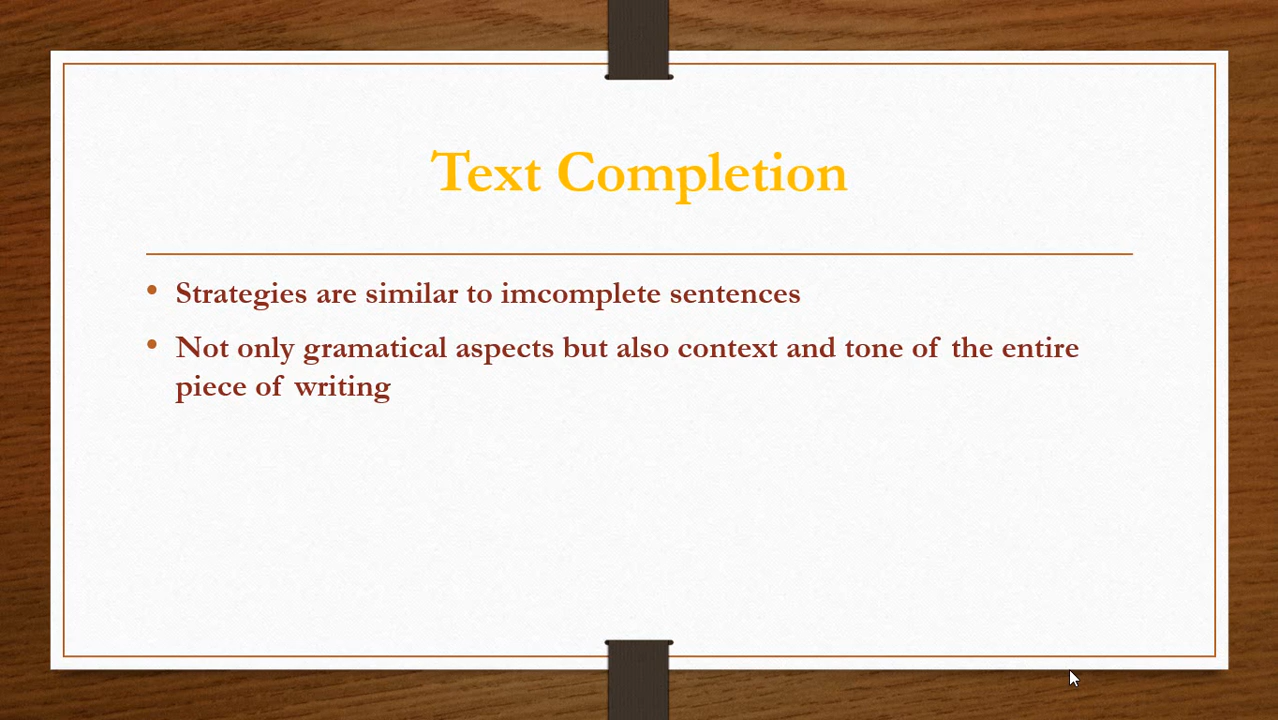 Text Completion
• Strategies are similar to imcomplete sentences
• Not only gramatical aspects but also context and tone of the entire
piece of writing